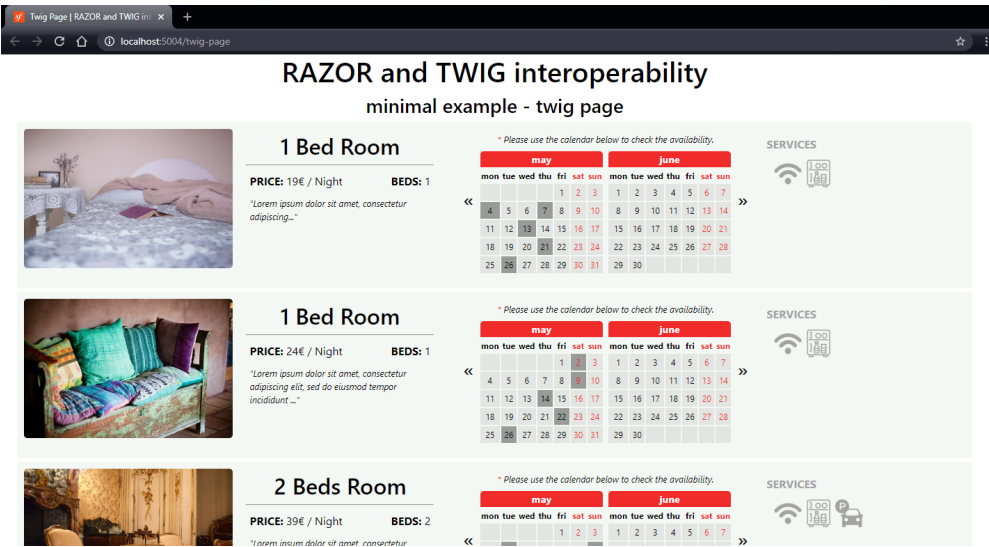 Twig Page | RAZOR and TWIG int
localhost:5004/twig-page
RAZOR and TWIG interoperability
minimal example - twig page
1 Bed Room
PRICE: 19€ / Night BEDS: 1
"Lorem ipsum dolor sit amet, consectetur
adipiscing..."
* Please use the calendar below to check the availability.
« »
may june
mon tue wed thu fri sat sun mon tue wed thu fri sat sun
1 2 3 1 2 3 4 5 6 7
4 5 6 7 8 9 10 8 9 10 11 12 13 14
11 12 13 14 15 16 17 15 16 17 18 19 20 21
18 19 20 21 22 23 24 22 23 24 25 26 27 28
25 26 27 28 29 30 31 29 30
SERVICES
1 Bed Room
PRICE: 24€ / Night BEDS: 1
"Lorem ipsum dolor sit amet, consectetur
adipiscing elit, sed do eiusmod tempor
incididunt ..."
* Please use the calendar below to check the availability.
« »
may june
mon tue wed thu fri sat sun mon tue wed thu fri sat sun
1 2 3 1 2 3 4 5 6 7
4 5 6 7 8 9 10 8 9 10 11 12 13 14
11 12 13 14 15 16 17 15 16 17 18 19 20 21
18 19 20 21 22 23 24 22 23 24 25 26 27 28
25 26 27 28 29 30 31 29 30
SERVICES
2 Beds Room
PRICE: 39€ / Night BEDS: 2
"Lorem ipsum dolor sit amet, consectetur
* Please use the calendar below to check the availability.
« »
may june
mon tue wed thu fri sat sun mon tue wed thu fri sat sun
1 2 3 1 2 3 4 5 6 7
SERVICES
P